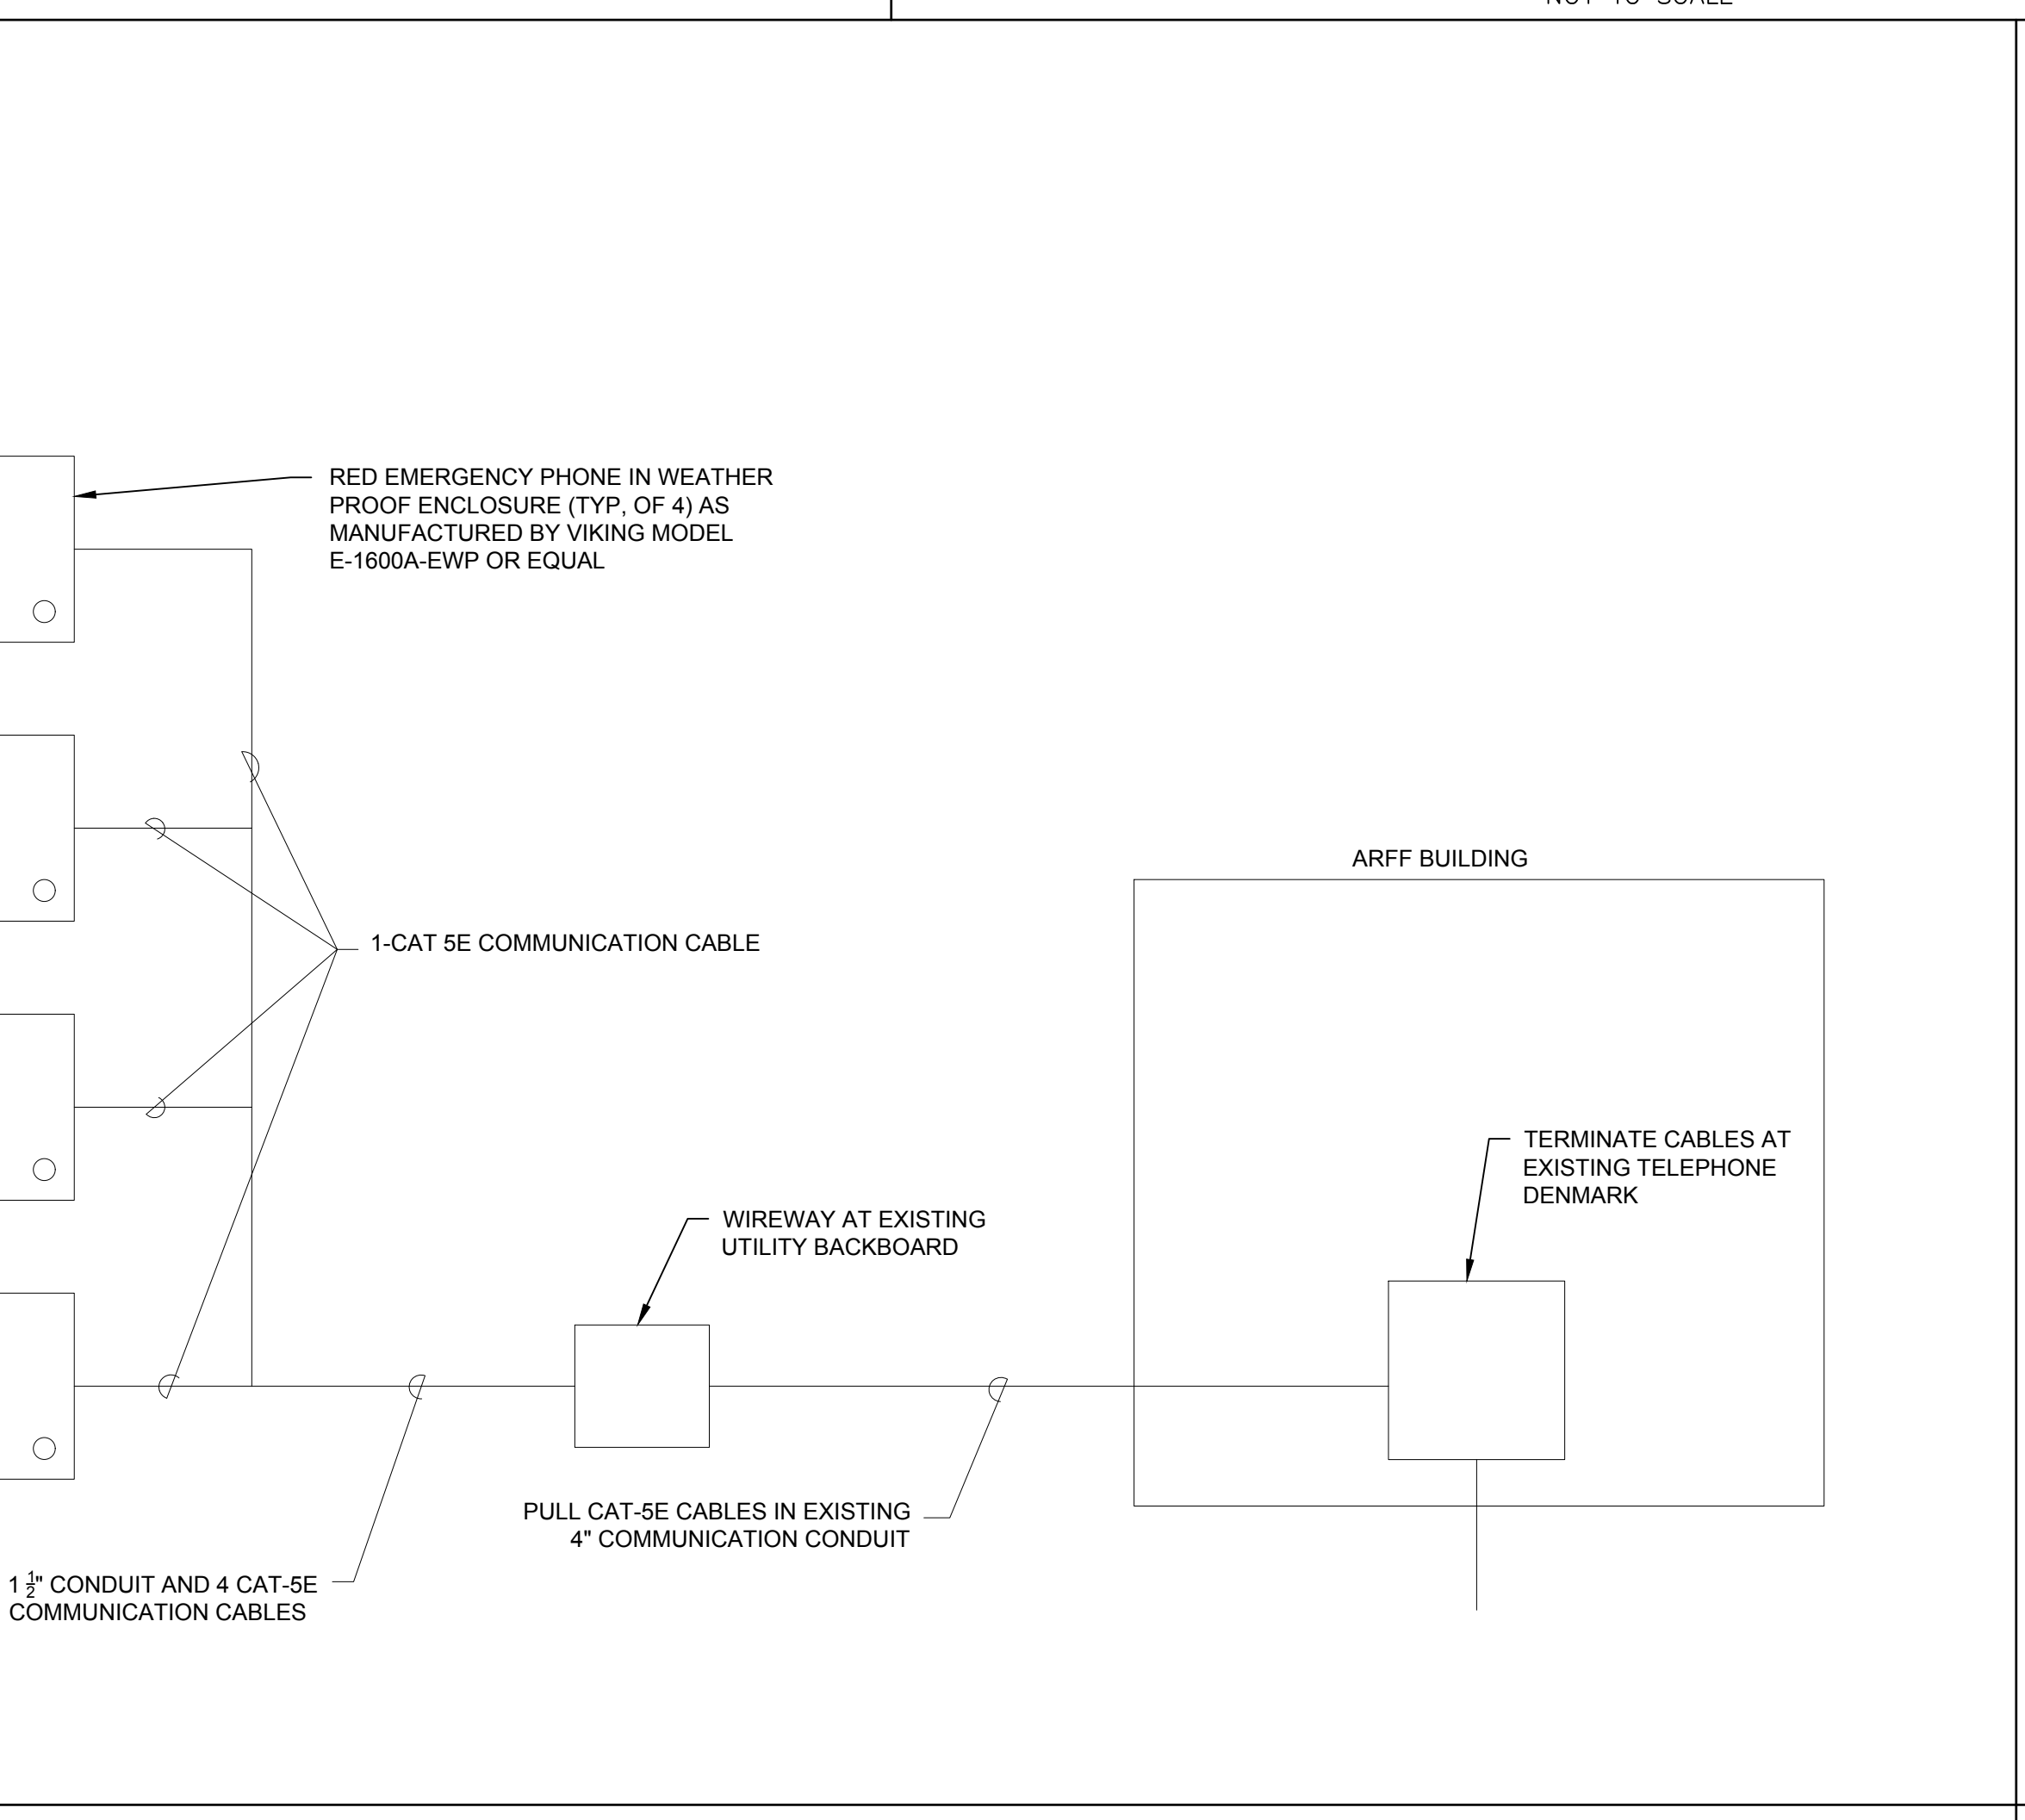 NOT TO SCALE
RED EMERGENCY PHONE IN WEATHER
PROOF ENCLOSURE (TYP, OF 4) AS
MANUFACTURED BY VIKING MODEL
E-1600A-EWP OR EQUAL
ARFF BUILDING
1-CAT 5E COMMUNICATION CABLE
TERMINATE CABLES AT
EXISTING TELEPHONE
DENMARK
WIREWAY AT EXISTING
UTILITY BACKBOARD
PULL CAT-5E CABLES IN EXISTING
4" COMMUNICATION CONDUIT
1 ½" CONDUIT AND 4 CAT-5E
COMMUNICATION CABLES